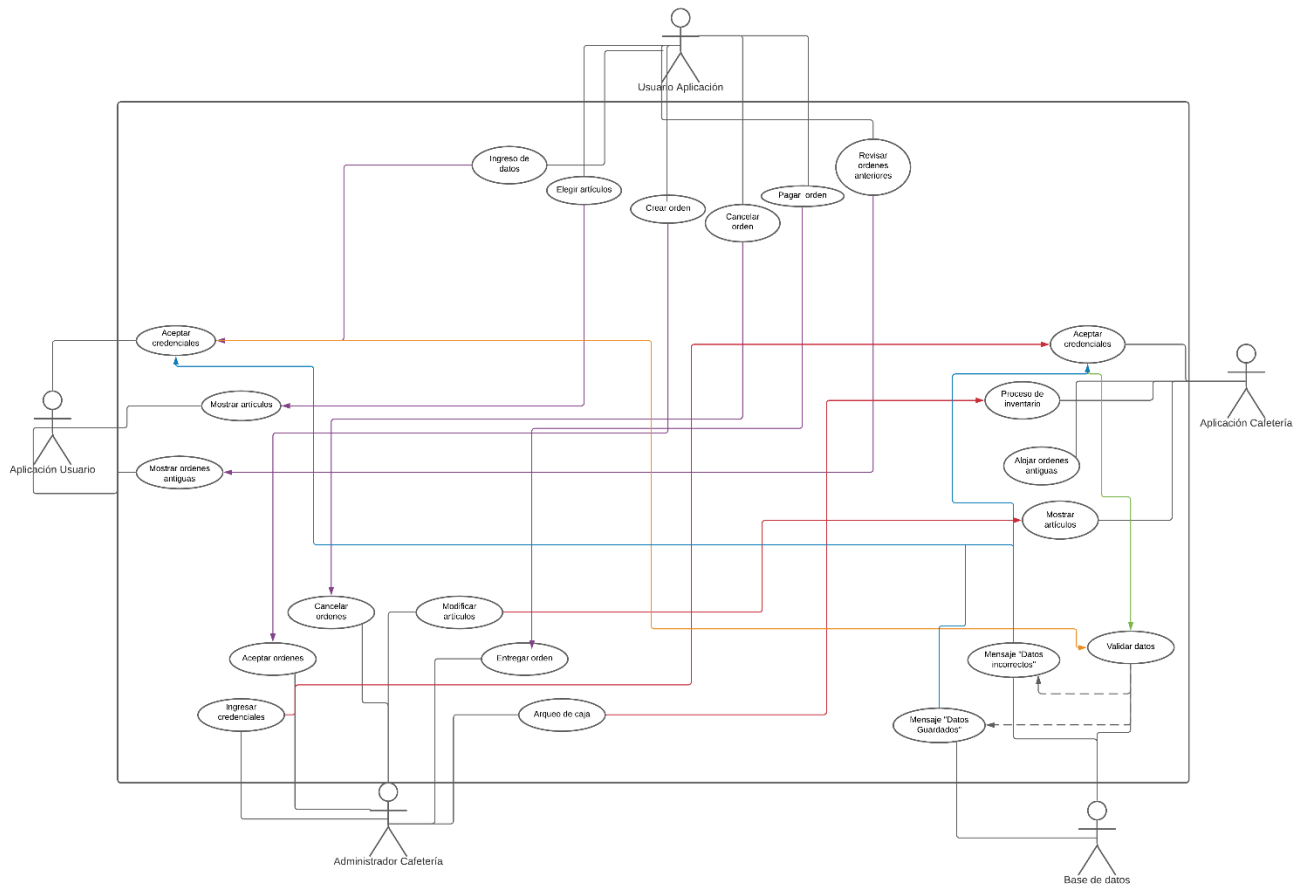 Usuario Aplicación
Ingreso de
datos
Elegir artículos
Crear orden
Cancelar
orden
Pagar orden
Revisar
ordenes
anteriores
Aceptar
credenciales
Aceptar
credenciales
Mostrar artículos
Proceso de
inventario
Aplicación Usuario
Aplicación Cafetería
Mostrar ordenes
antiguas
Alojar ordenes
antiguas
Mostrar
artículos
Cancelar
ordenes
Modificar
artículos
Aceptar ordenes
Entregar orden
Mensaje "Datos
incorrectos"
Validar datos
Ingresar
credenciales
Arqueo de caja
Mensaje "Datos
Guardados"
Administrador Cafetería
Base de datos